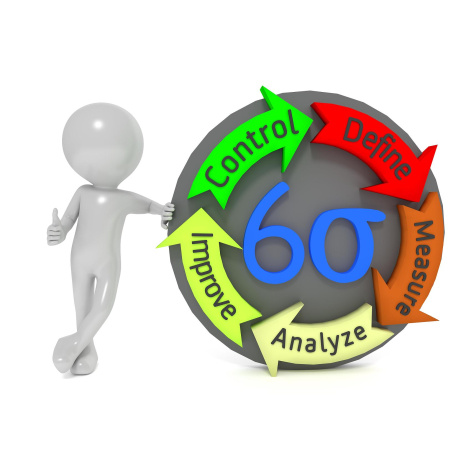 Control
Define
Measure
Analyze
Improve
6σ